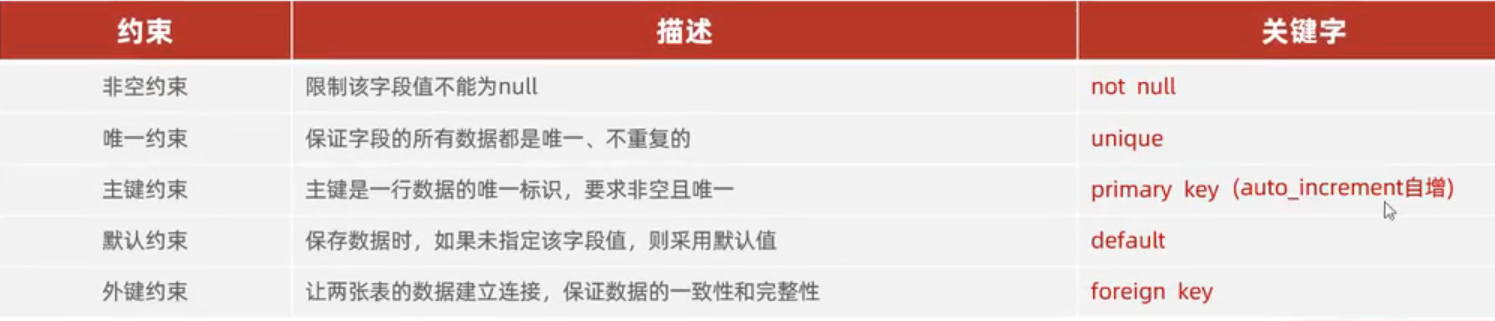 约束 描述 关键字
非空约束 限制该字段值不能为null not null
唯一约束 保证字段的所有数据都是唯一、不重复的 unique
主键约束 主键是一行数据的唯一标识，要求非空且唯一 primary key (auto_increment自增)
默认约束 保存数据时，如果未指定该字段值，则采用默认值 default
外键约束 让两张表的数据建立连接，保证数据的一致性和完整性 foreign key